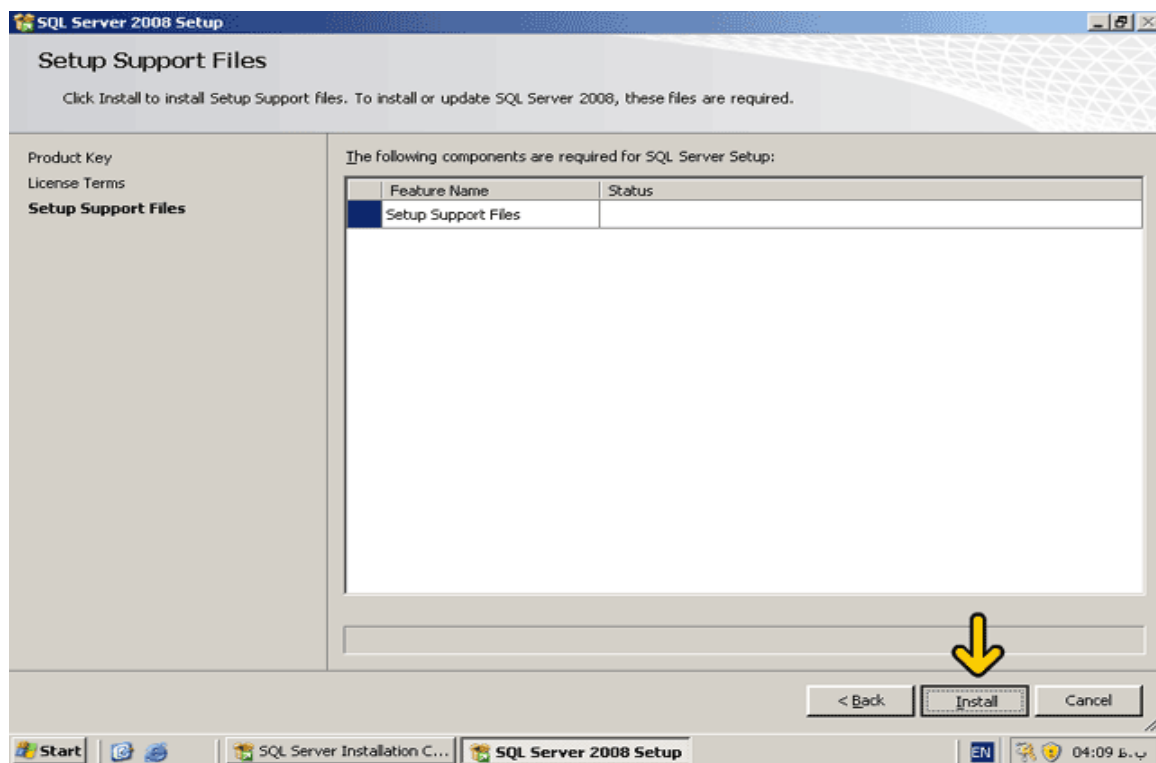 SQL Server 2008 Setup
Setup Support Files
Click Install to install Setup Support files. To install or update SQL Server 2008, these files are required.
Product Key
License Terms
Setup Support Files
The following components are required for SQL Server Setup:
Feature Name Status
Setup Support Files
< Back Install Cancel
Start SQL Server Installation C... SQL Server 2008 Setup EN 04:09 ب.ظ